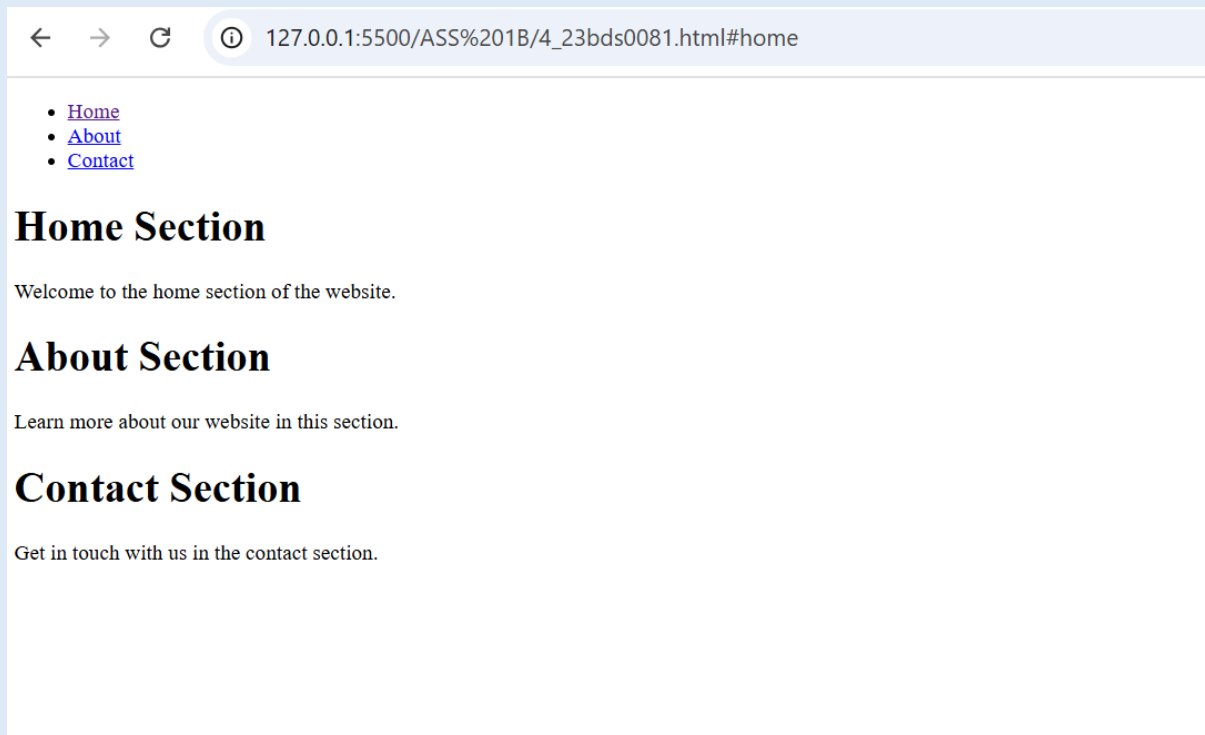 127.0.0.1:5500/ASS%201B/4_23bds0081.html#home
Home
About
Contact
Home Section
Welcome to the home section of the website.
About Section
Learn more about our website in this section.
Contact Section
Get in touch with us in the contact section.